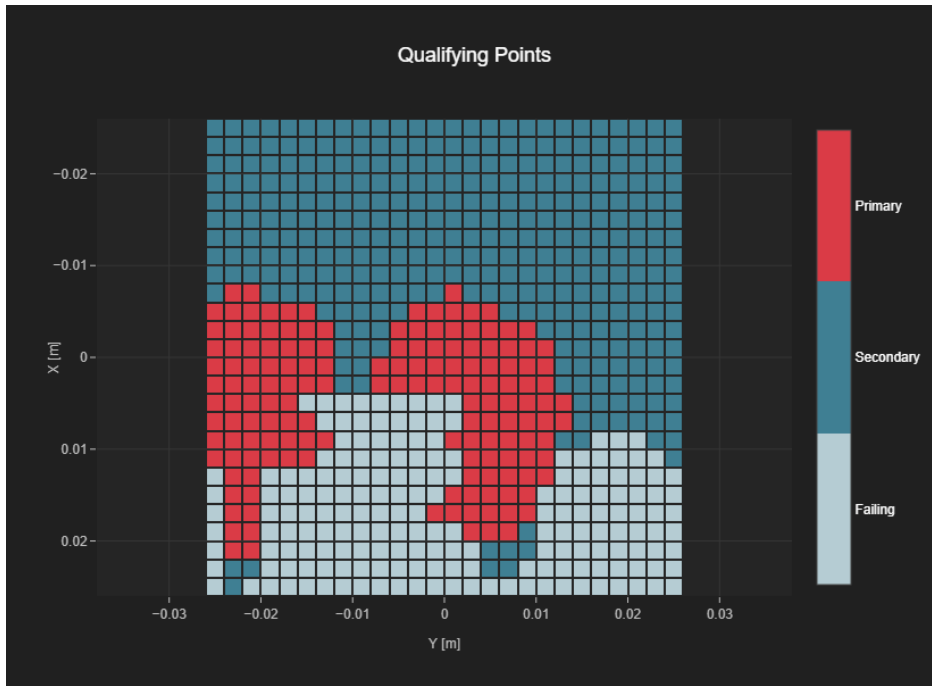 Qualifying Points
−0.02
−0.01
0
0.01
0.02
X [m]
−0.03
−0.02
−0.01
0
0.01
0.02
0.03
Y [m]
Primary
Secondary
Failing